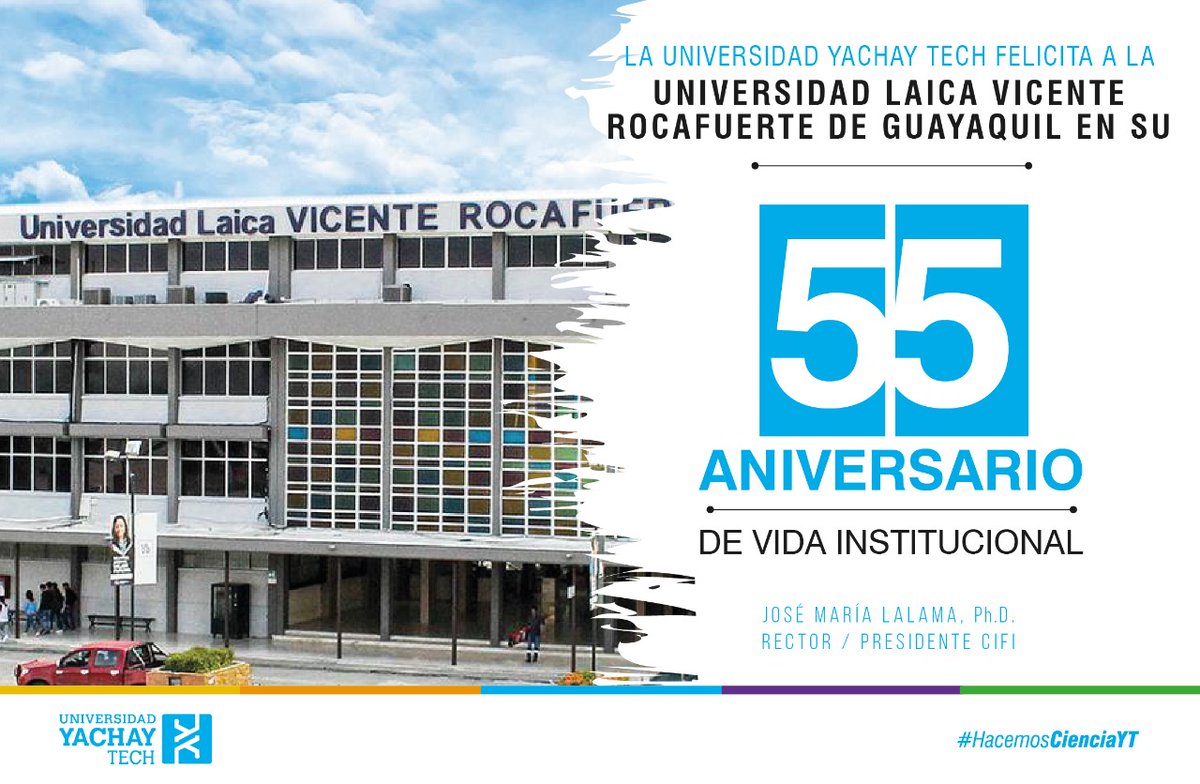 LA UNIVERSIDAD YACHAY TECH FELICITA A LA
UNIVERSIDAD LAICA VICENTE
ROCAFUERTE DE GUAYAQUIL EN SU
Universidad Laica VICENTE ROCAFUER
55
ANIVERSARIO
DE VIDA INSTITUCIONAL
JOSÉ MARÍA LALAMA, Ph.D.
RECTOR / PRESIDENTE CIFI
UNIVERSIDAD
YACHAY
TECH
#HacemosCienciaYT